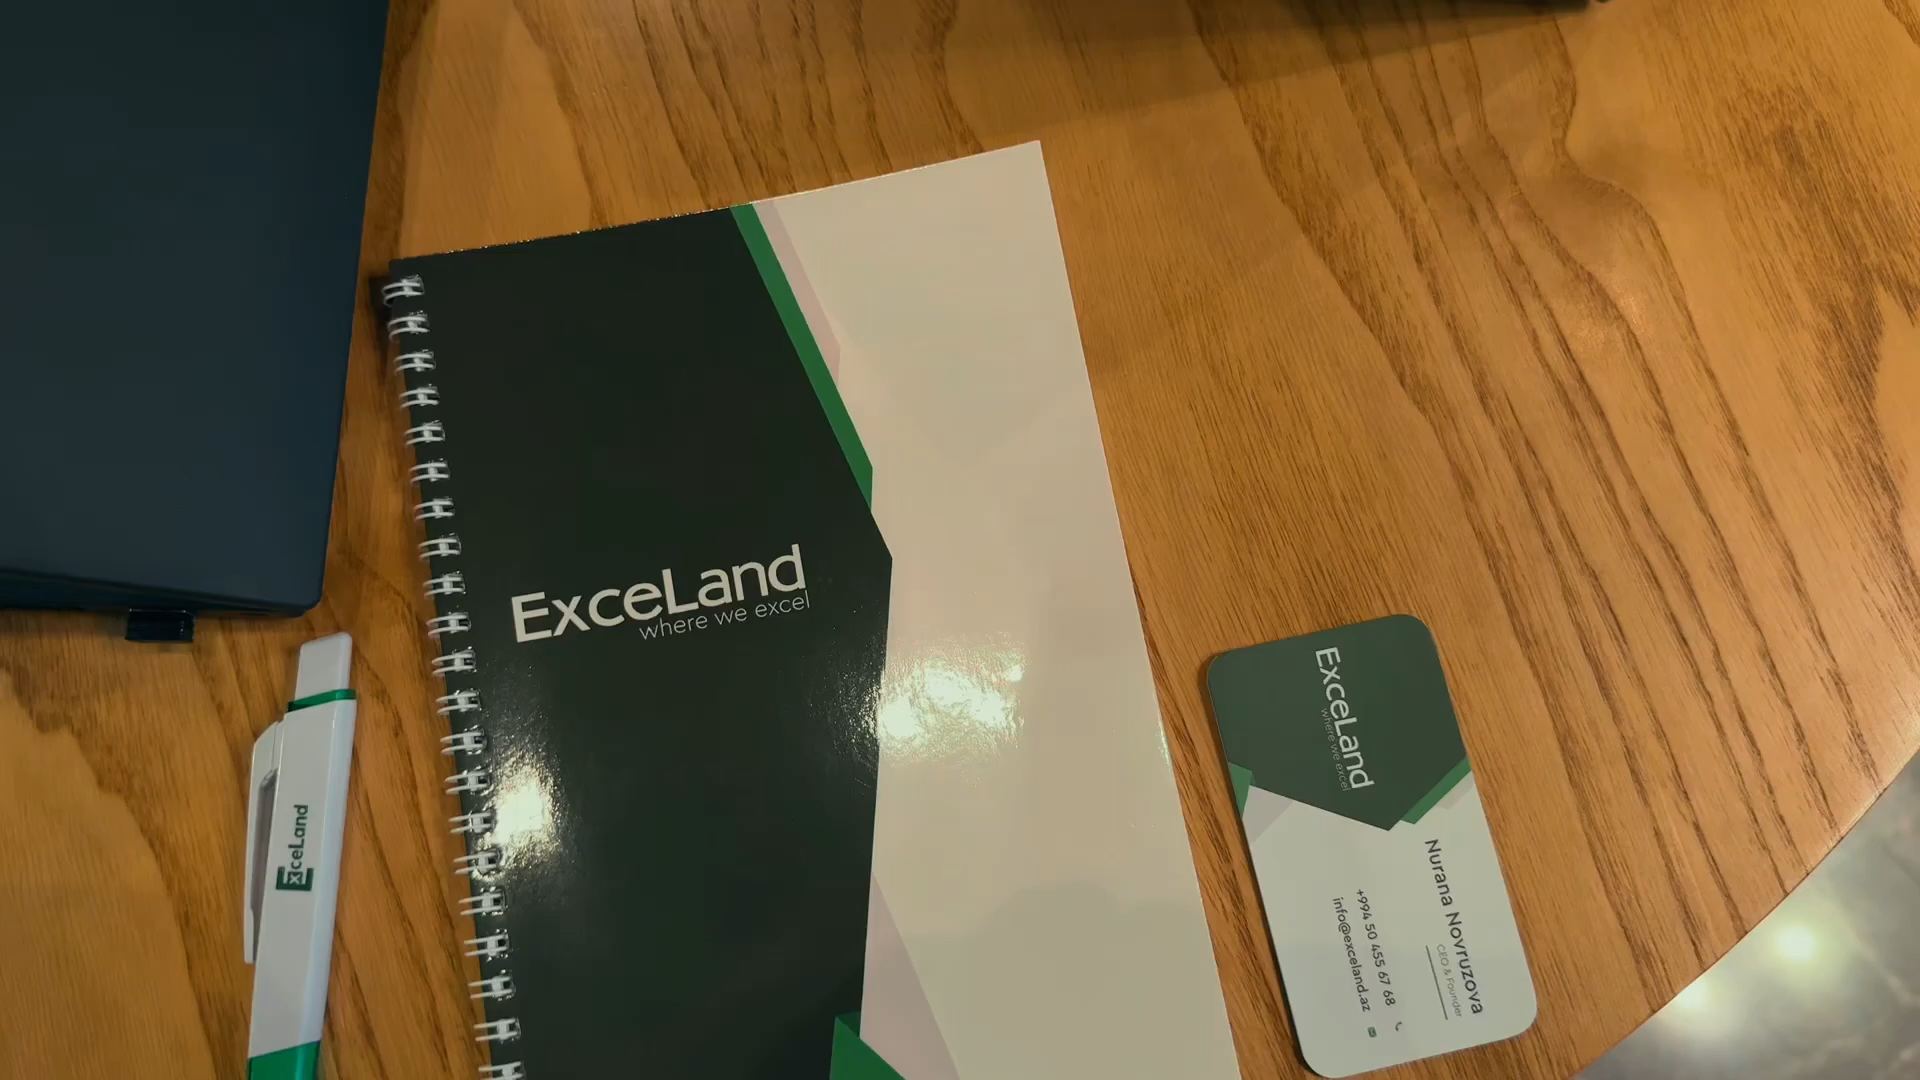 ExceLand
where we excel
ExceLand
ExceLand
where we excel
Nurana Novruzova
CEO & Founder
+994 50 455 67 68
info@exceland.az